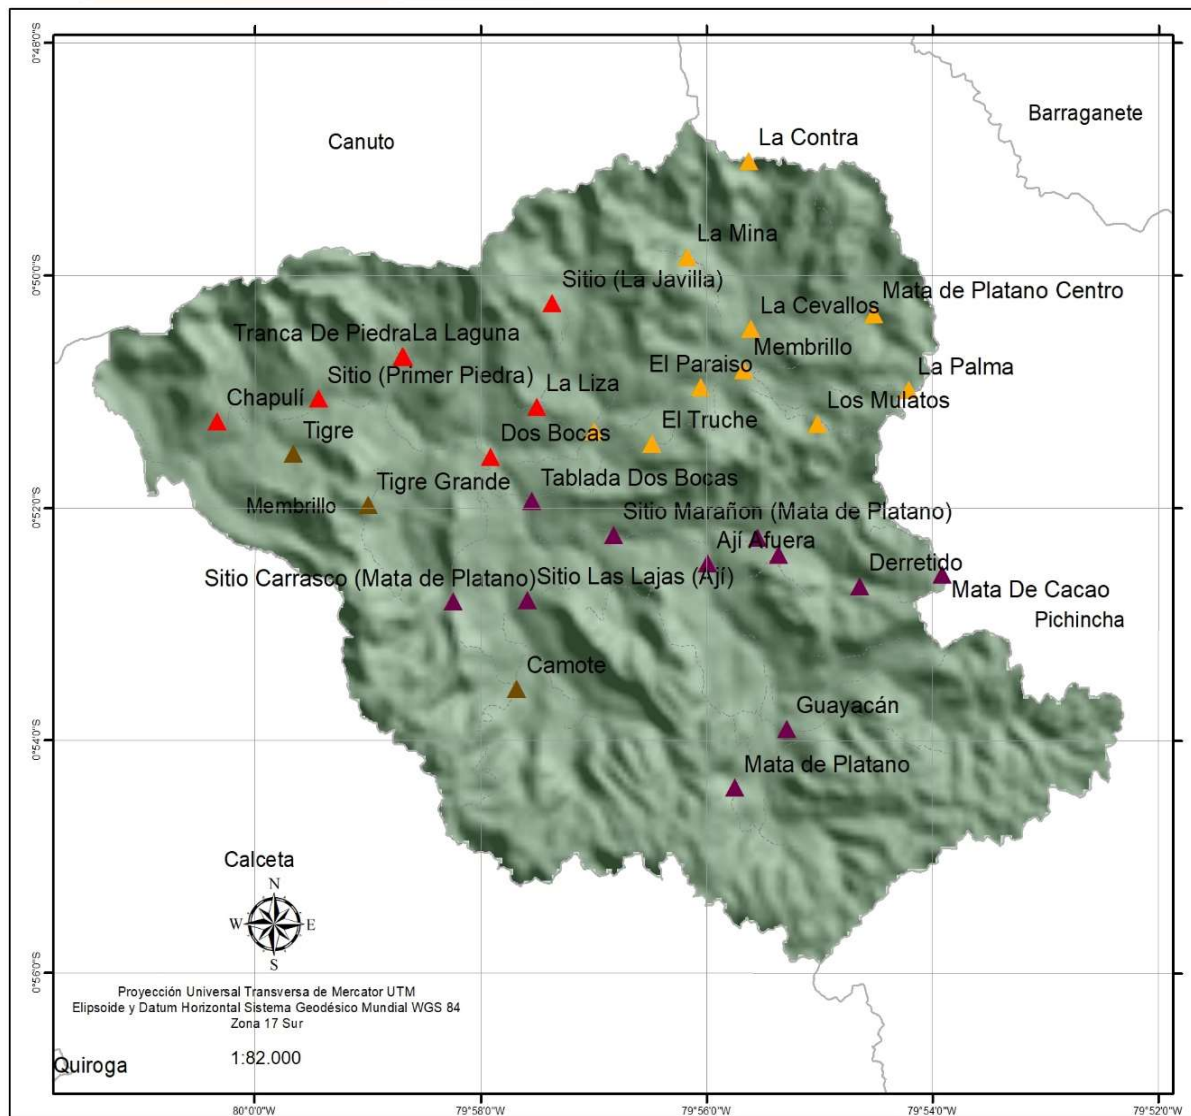 0°48'0"S
Barraganete
La Contra
Canuto
La Mina
0°50'0"S
Sitio (La Javilla)
Mata de Platano Centro
La Cevallos
Tranca De Piedra
La Laguna
Membrillo
El Paraiso
La Palma
Sitio (Primer Piedra)
La Liza
Chapulí
Los Mulatos
El Truche
Tigre
Dos Bocas
Tigre Grande
Tablada Dos Bocas
Membrillo
0°52'0"S
Sitio Marañon (Mata de Platano)
Ají Afuera
Derretido
Sitio Carrasco (Mata de Platano)
Sitio Las Lajas (Ají)
Mata De Cacao
Pichincha
Camote
Guayacán
0°54'0"S
Mata de Platano
Calceta
N
W
E
S
0°56'0"S
Proyección Universal Transversa de Mercator UTM
Elipsoide y Datum Horizontal Sistema Geodésico Mundial WGS 84
Zona 17 Sur
1:82.000
Quiroga
80°0'0"W
79°58'0"W
79°56'0"W
79°54'0"W
79°52'0"W